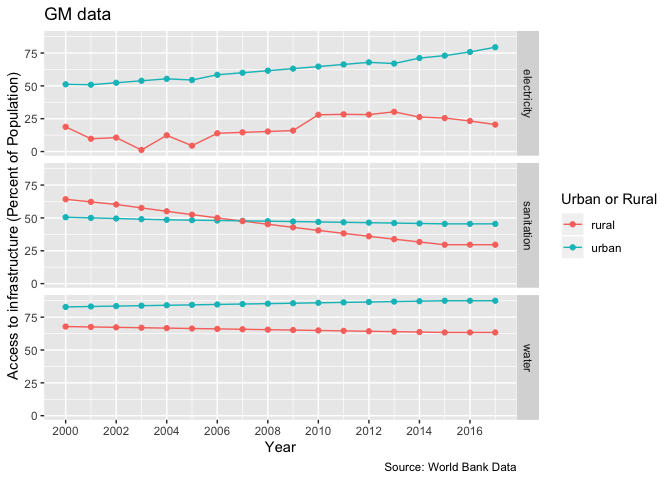 GM data
Access to infrastructure (Percent of Population)
75
50
25
0
electricity
75
50
25
0
sanitation
75
50
25
0
water
2000 2002 2004 2006 2008 2010 2012 2014 2016
Year
Urban or Rural
rural
urban
Source: World Bank Data